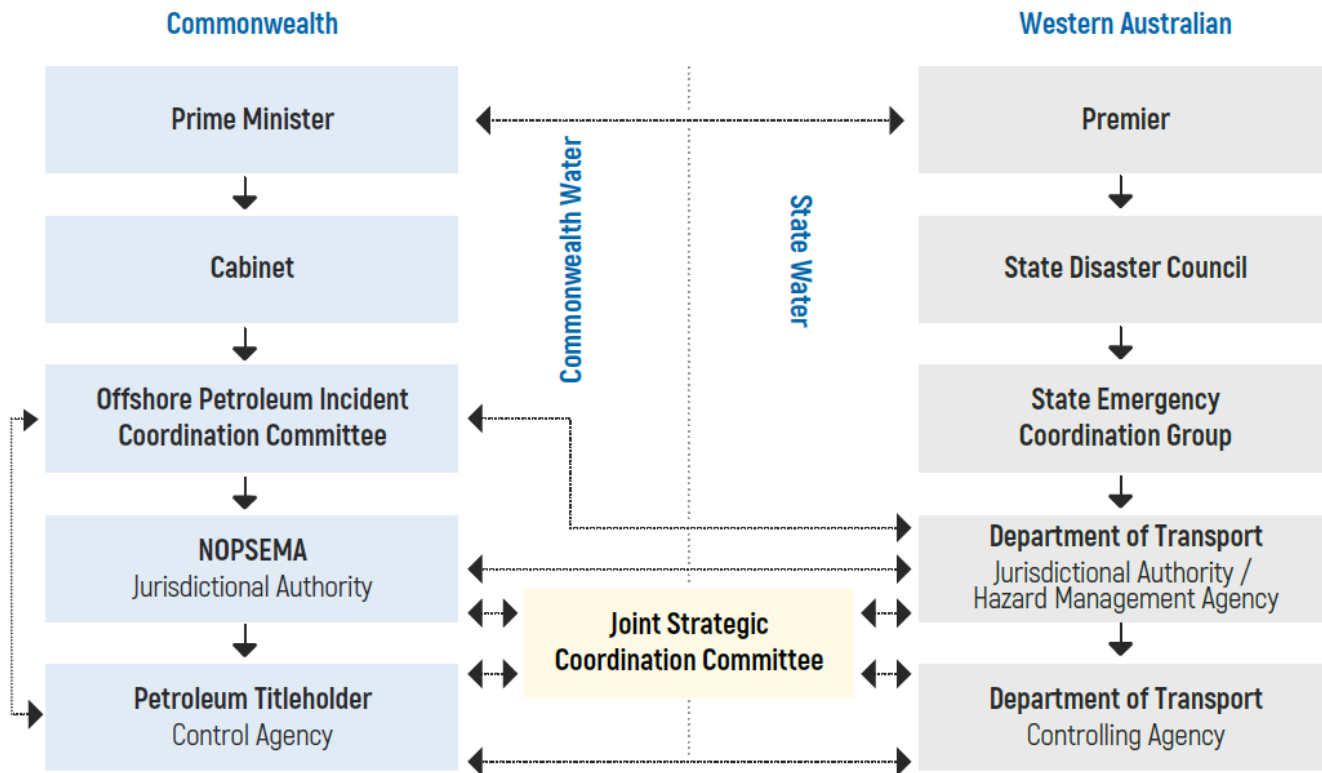 Commonwealth
Western Australian
Prime Minister
Premier
Commonwealth Water
State Water
Cabinet
State Disaster Council
Offshore Petroleum Incident
Coordination Committee
State Emergency
Coordination Group
NOPSEMA
Jurisdictional Authority
Department of Transport
Jurisdictional Authority /
Hazard Management Agency
Joint Strategic
Coordination Committee
Petroleum Titleholder
Control Agency
Department of Transport
Controlling Agency